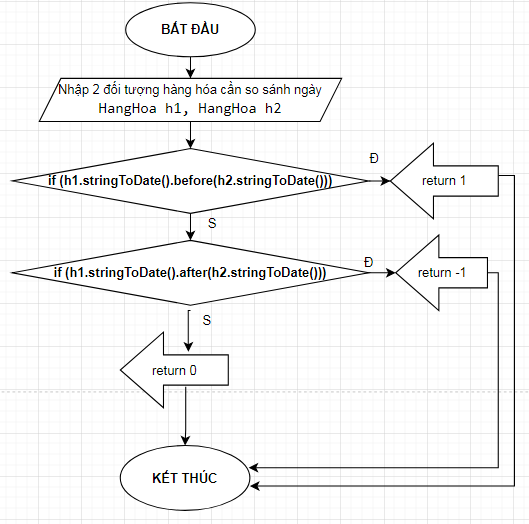 BẮT ĐẦU
Nhập 2 đối tượng hàng hóa cần so sánh ngày
HangHoa h1, HangHoa h2
if (h1.stringToDate().before(h2.stringToDate()))
Đ
return 1
S
if (h1.stringToDate().after(h2.stringToDate()))
Đ
return -1
S
return 0
KẾT THÚC